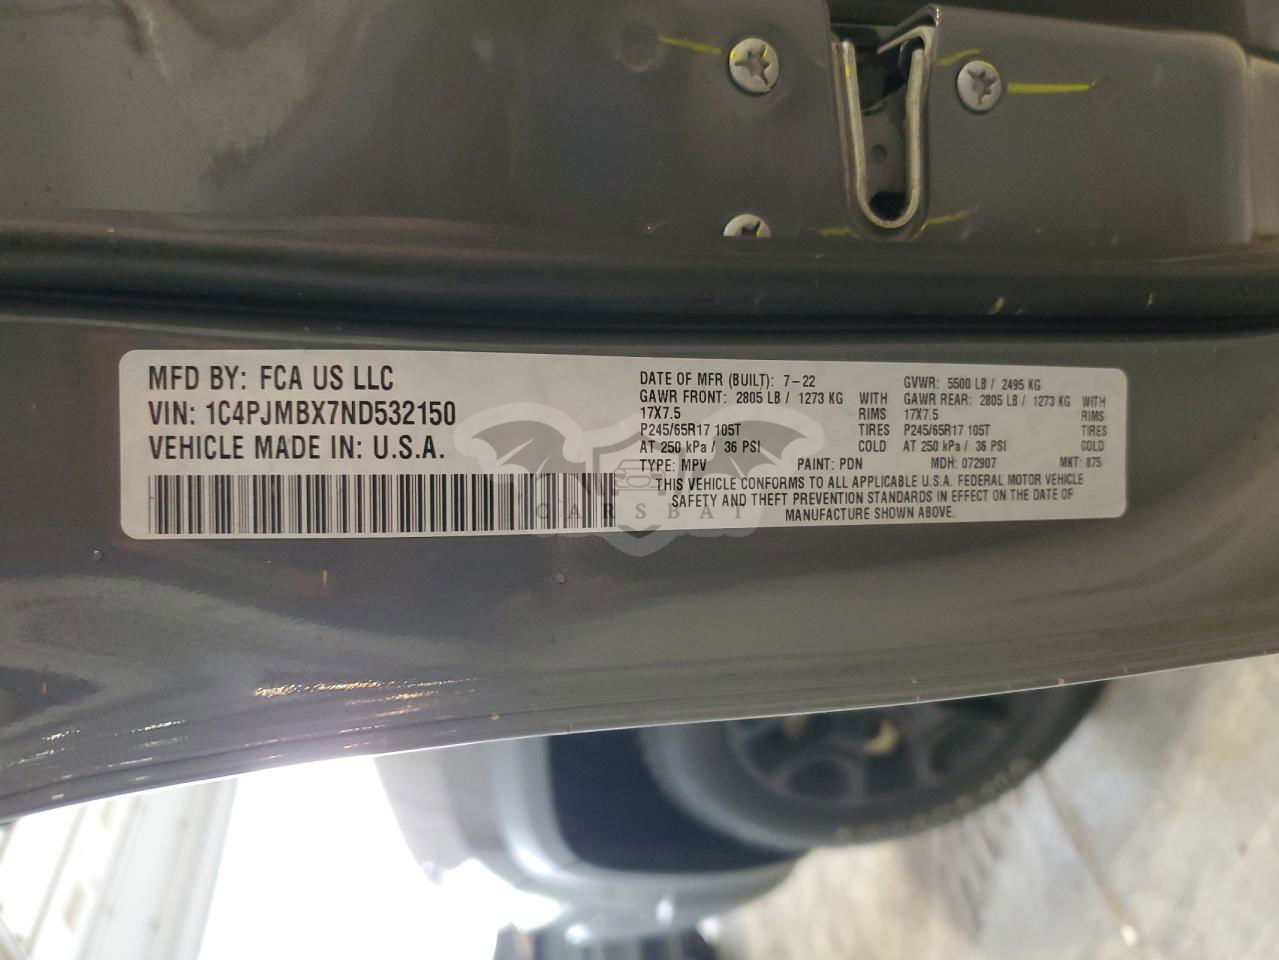 MFD BY: FCA US LLC
VIN: 1C4PJMBX7ND532150
VEHICLE MADE IN: U.S.A.
DATE OF MFR (BUILT): 7-22 GVWR: 5500 LB / 2495 KG
GAWR FRONT: 2805 LB / 1273 KG WITH GAWR REAR: 2805 LB / 1273 KG WITH
17X7.5 RIMS 17X7.5 RIMS
P245/65R17 105T TIRES P245/65R17 105T TIRES
AT 250 kPa / 36 PSI COLD AT 250 kPa / 36 PSI COLD
TYPE: MPV PAINT: PDN MDH: 072907 MKT: 875
THIS VEHICLE CONFORMS TO ALL APPLICABLE U.S.A. FEDERAL MOTOR VEHICLE
SAFETY AND THEFT PREVENTION STANDARDS IN EFFECT ON THE DATE OF
MANUFACTURE SHOWN ABOVE.
CARSBAT